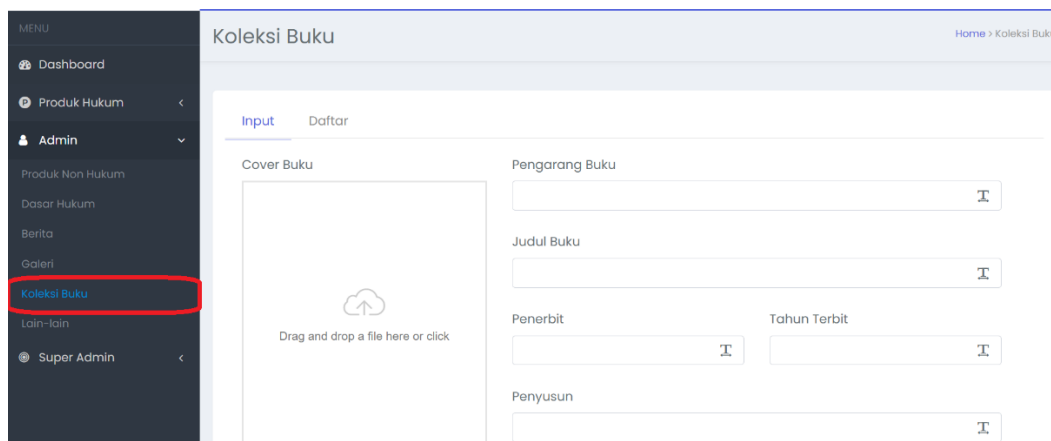 MENU
Dashboard
Produk Hukum
Admin
Produk Non Hukum
Dasar Hukum
Berita
Galeri
Koleksi Buku
Lain-lain
Super Admin
Koleksi Buku
Home > Koleksi Buku
Input Daftar
Cover Buku
Drag and drop a file here or click
Pengarang Buku
Judul Buku
Penerbit Tahun Terbit
Penyusun